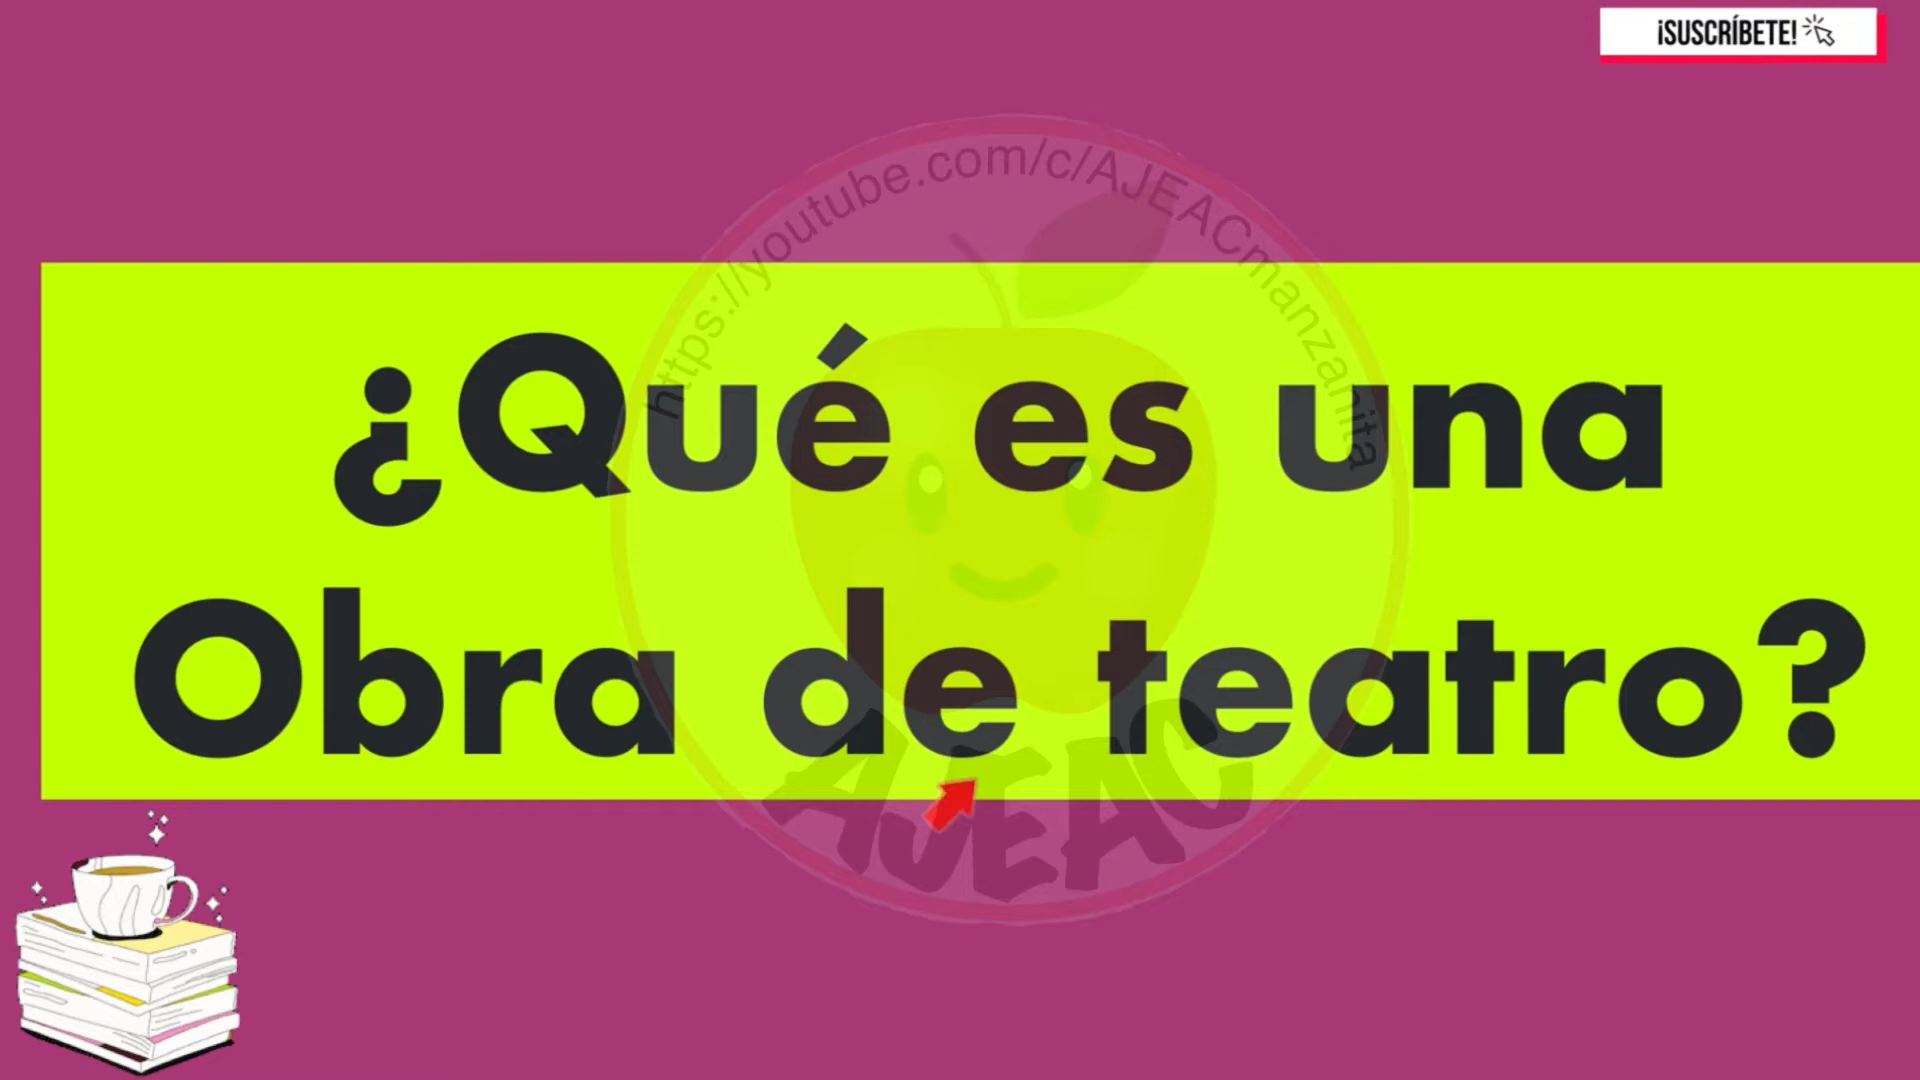 ¡SUSCRÍBETE!
https://youtube.com/c/AJEACmanzanita
¿Qué es una
Obra de teatro?
AJEAC